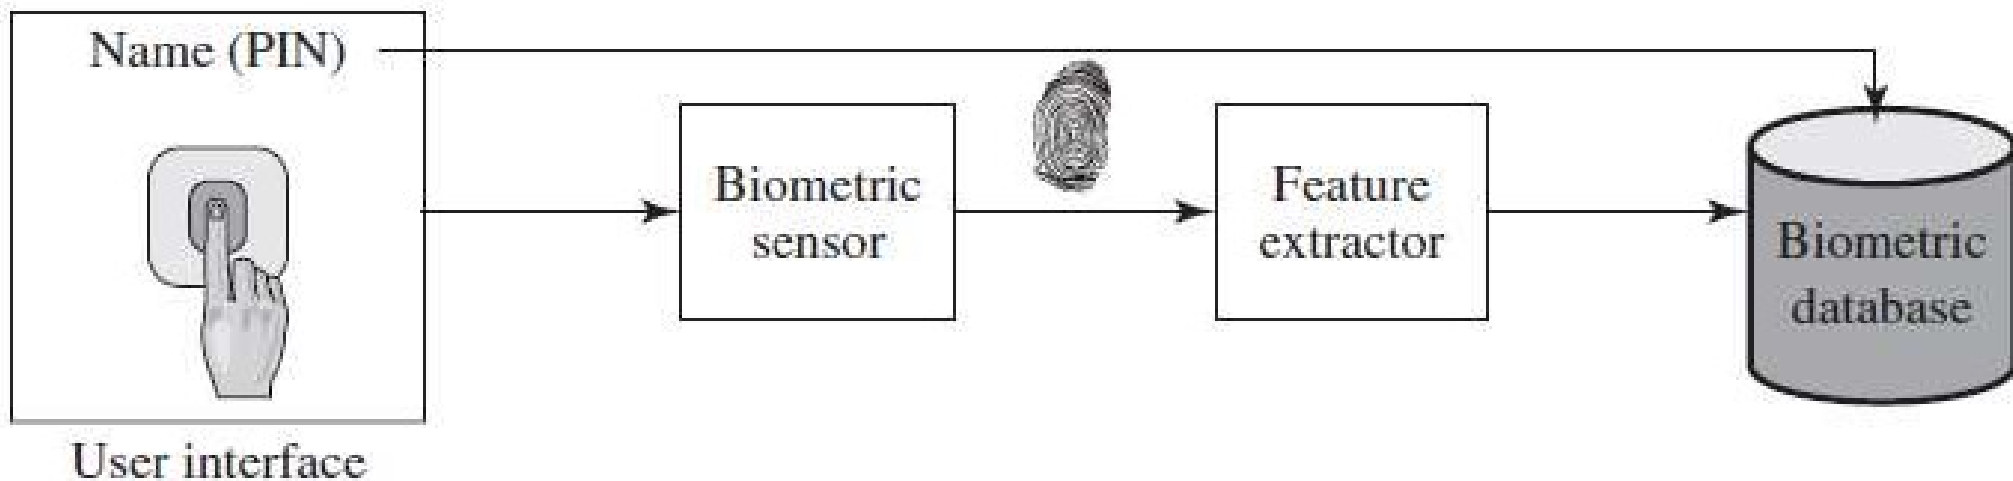 Name (PIN)
Biometric
sensor
Feature
extractor
Biometric
database
User interface